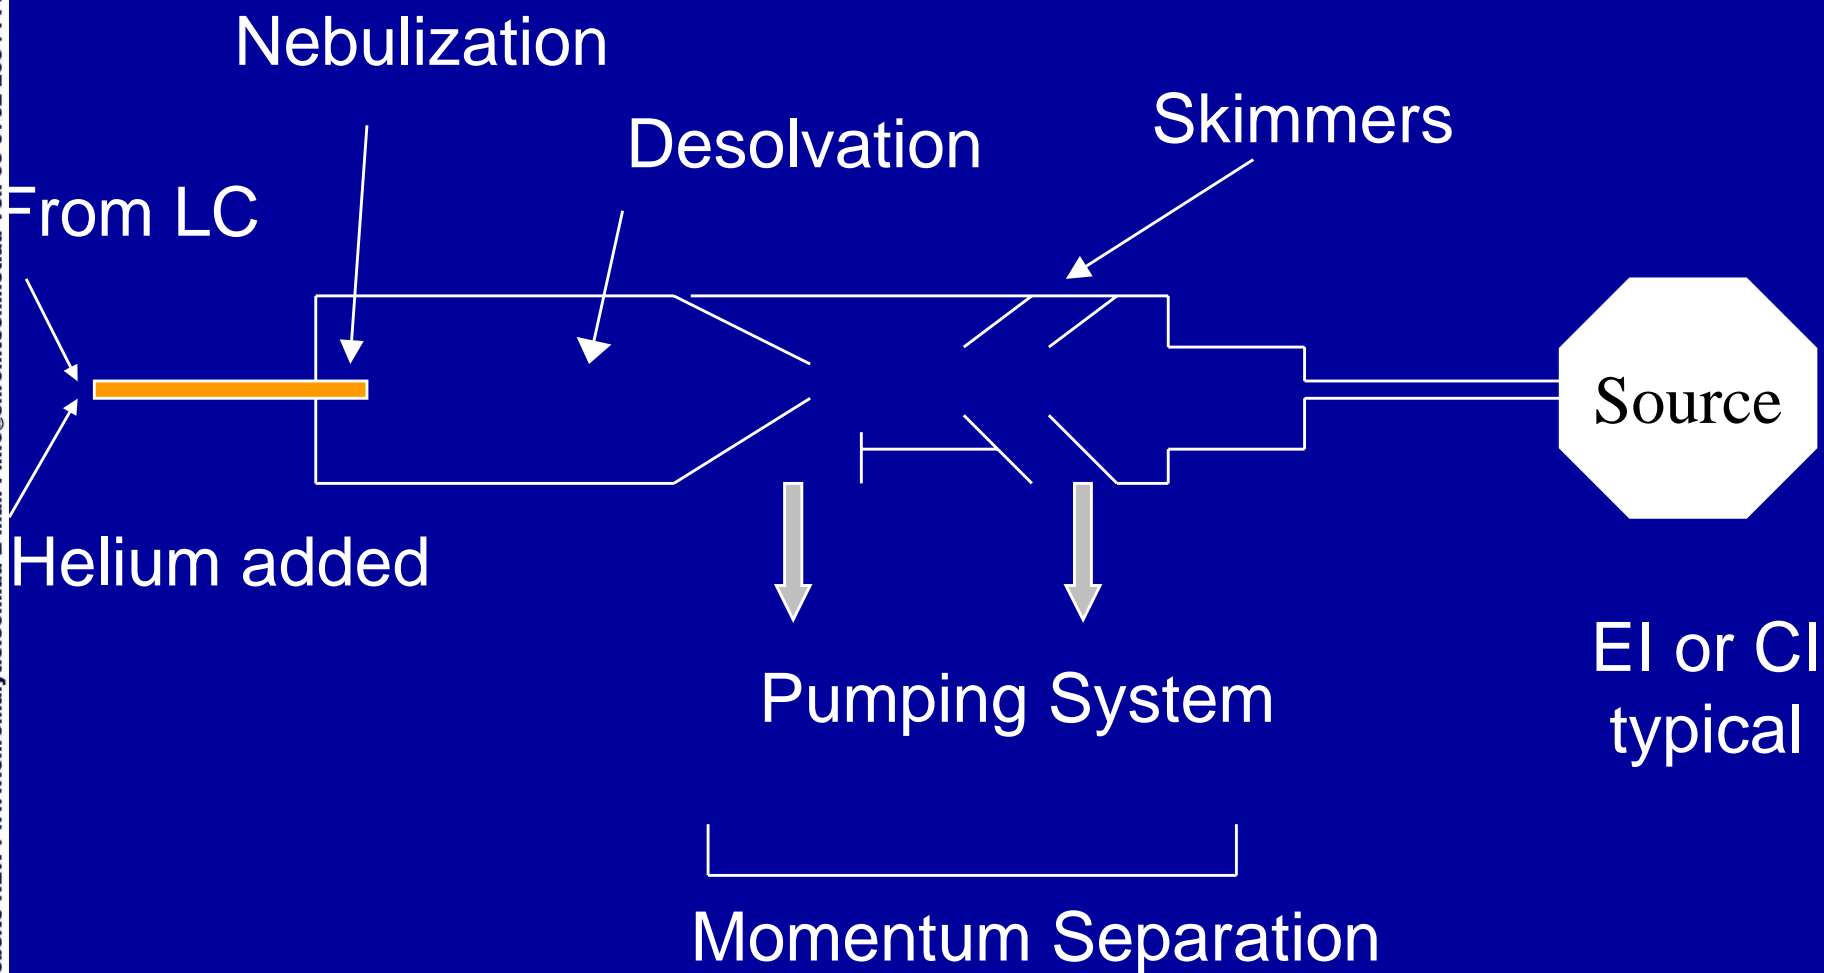 Nebulization
Desolvation
Skimmers
From LC
Source
Helium added
EI or CI
typical
Pumping System
Momentum Separation